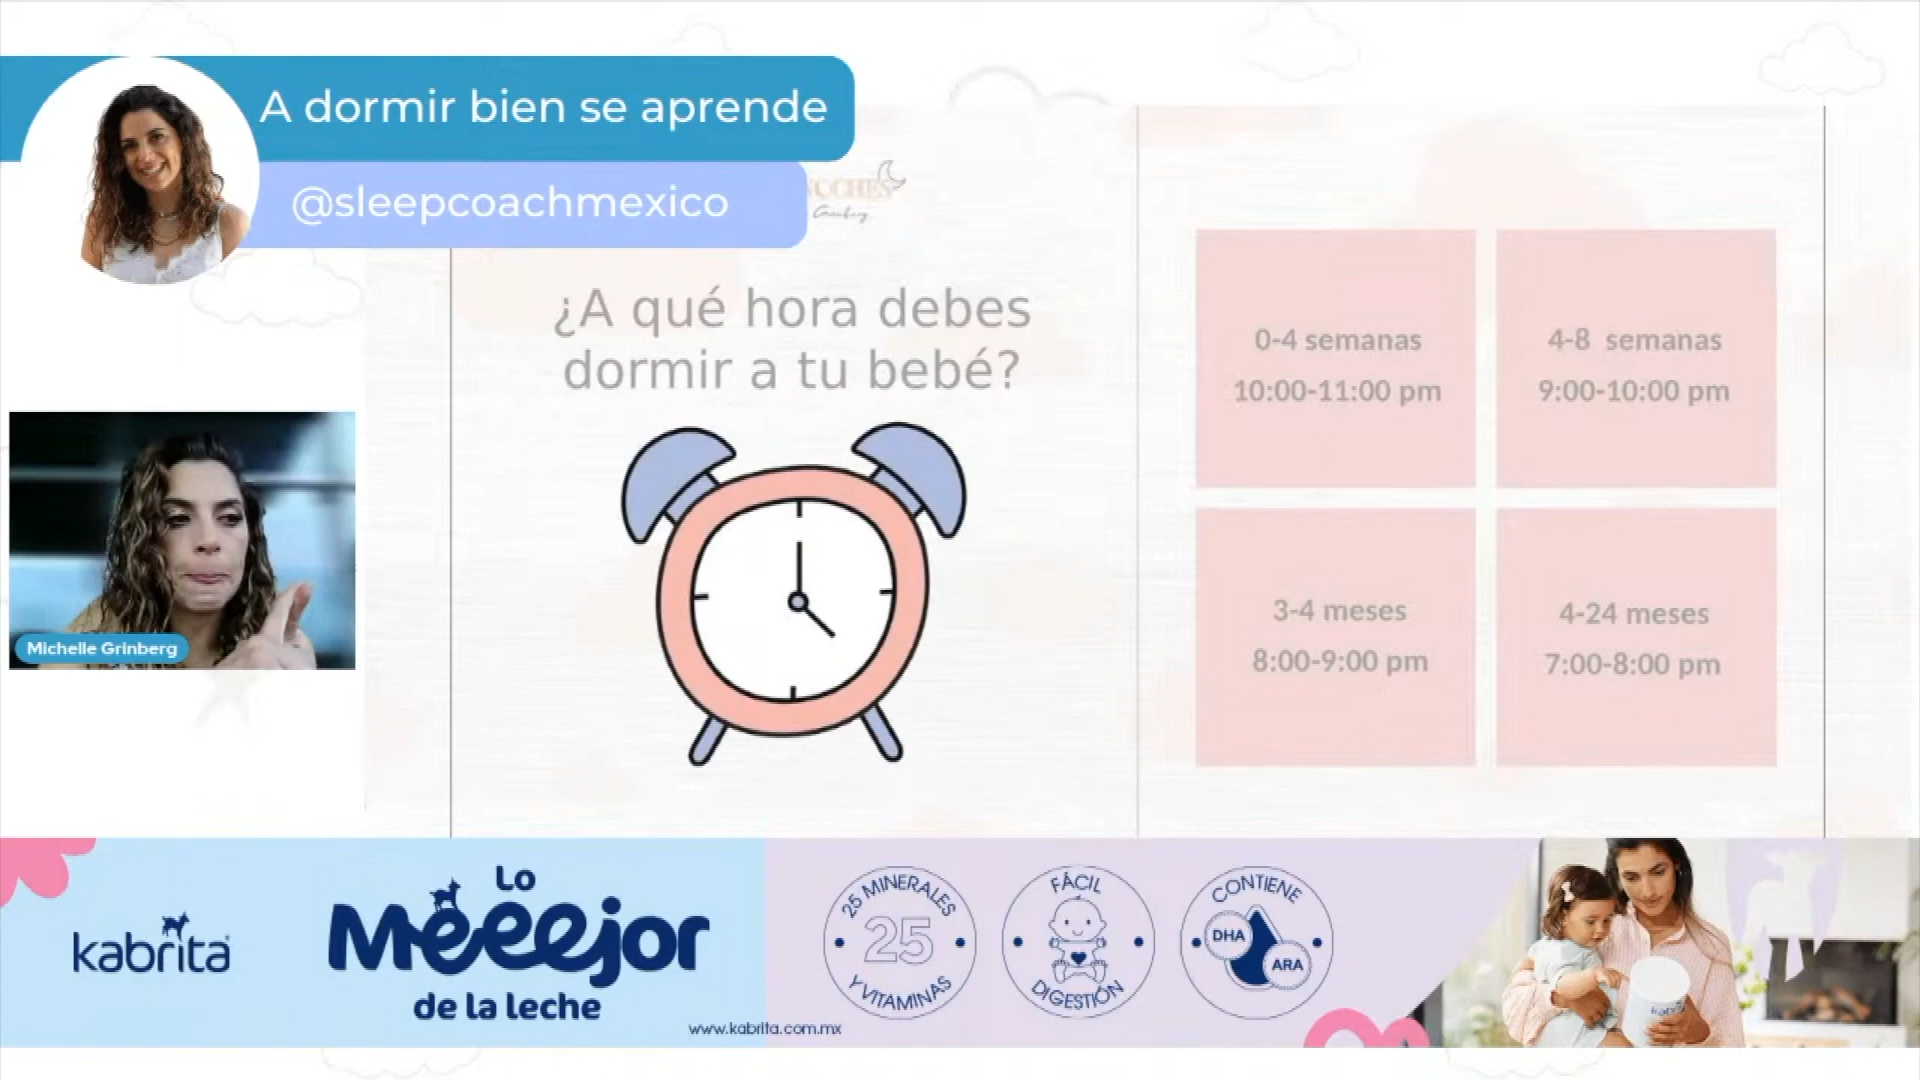 A dormir bien se aprende
@sleepcoachmexico
NOCHES
¿A qué hora debes
dormir a tu bebé?
0-4 semanas
10:00-11:00 pm
4-8 semanas
9:00-10:00 pm
3-4 meses
8:00-9:00 pm
4-24 meses
7:00-8:00 pm
Michelle Grinberg
kabrita
Lo
Meeejor
de la leche
www.kabrita.com.mx
25 MINERALES
25
Y VITAMINAS
FÁCIL
DIGESTIÓN
CONTIENE
DHA
ARA